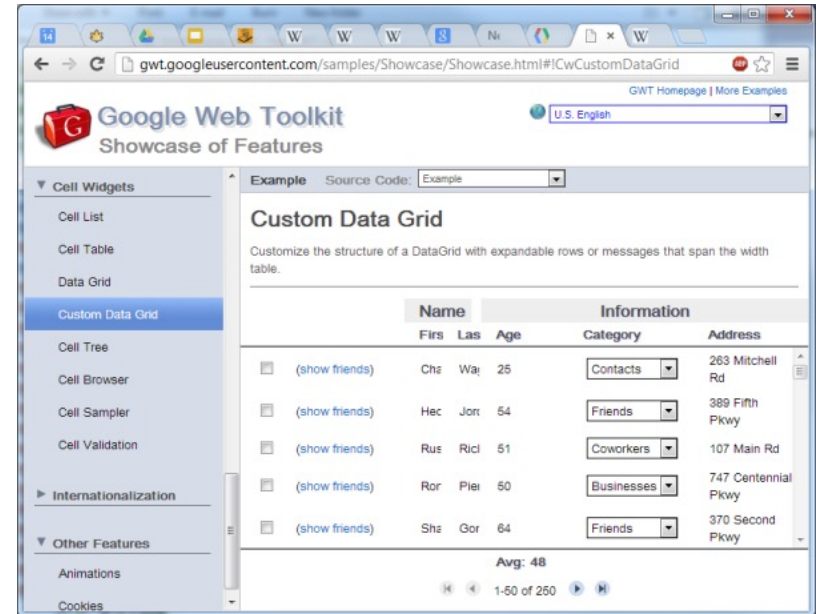 gwt.googleusercontent.com/samples/Showcase/Showcase.html#!CwCustomDataGrid
GWT Homepage | More Examples
Google Web Toolkit
Showcase of Features
U.S. English
Cell Widgets
Cell List
Cell Table
Data Grid
Custom Data Grid
Cell Tree
Cell Browser
Cell Sampler
Cell Validation
Internationalization
Other Features
Animations
Cookies
Example Source Code: Example
Custom Data Grid
Customize the structure of a DataGrid with expandable rows or messages that span the width
table.
Name Information
Firs Las Age Category Address
(show friends) Cha Wa 25 Contacts 263 Mitchell
Rd
(show friends) Hec Jor 54 Friends 389 Fifth
Pkwy
(show friends) Rus Ricl 51 Coworkers 107 Main Rd
(show friends) Ror Pie 50 Businesses 747 Centennial
Pkwy
(show friends) Sha Gor 64 Friends 370 Second
Pkwy
Avg: 48
1-50 of 250